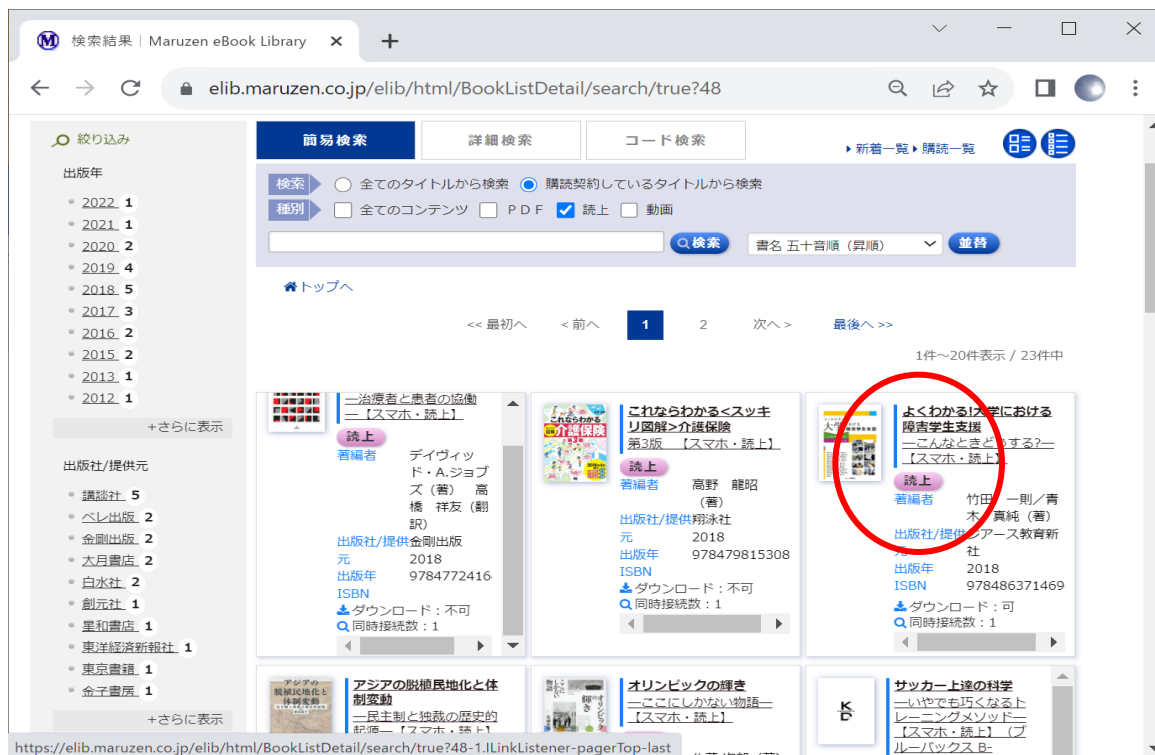 検索結果 | Maruzen eBook Library
elib.maruzen.co.jp/elib/html/BookListDetail/search/true?48
絞り込み
出版年
2022 1
2021 1
2020 2
2019 4
2018 5
2017 3
2016 2
2015 2
2013 1
2012 1
+さらに表示
出版社/提供元
講談社 5
ベレ出版 2
金剛出版 2
大月書店 2
白水社 2
創元社 1
星和書店 1
東洋経済新報社 1
東京書籍 1
金子書房 1
+さらに表示
簡易検索 詳細検索 コード検索
新着一覧 購読一覧
検索 全てのタイトルから検索 購読契約しているタイトルから検索
種別 全てのコンテンツ PDF 読上 動画
検索 書名 五十音順（昇順） 並替
トップへ
<< 最初へ < 前へ 1 2 次へ > 最後へ >>
1件～20件表示 / 23件中
―治療者と患者の協働
―【スマホ・読上】
読上
著編者 デイヴィッ
ド・A.ジョブ
ズ（著） 高
橋 祥友（翻
訳）
出版社/提供 金剛出版
元 2018
出版年 9784772416
ISBN
ダウンロード：不可
同時接続数：1
これならわかる<スッキ
リ図解>介護保険
第3版 【スマホ・読上】
読上
著編者 高野 龍昭
（著）
出版社/提供 翔泳社
元 2018
出版年 978479815308
ISBN
ダウンロード：不可
同時接続数：1
よくわかる!大学における
障害学生支援
―こんなときどうする?―
【スマホ・読上】
読上
著編者 竹田 一則／青
木 真純（著）
出版社/提供 ジアース教育新
元 社
出版年 2018
ISBN 978486371469
ダウンロード：可
同時接続数：1
アジアの脱植民地化と体
制変動
―民主制と独裁の歴史的
起源―【スマホ・読上】
オリンピックの輝き
―ここにしかない物語―
【スマホ・読上】
サッカー上達の科学
―いやでも巧くなるト
レーニングメソッド―
【スマホ・読上】（ブ
ルーバックス B-
https://elib.maruzen.co.jp/elib/html/BookListDetail/search/true?48-1.ILinkListener-pagerTop-last